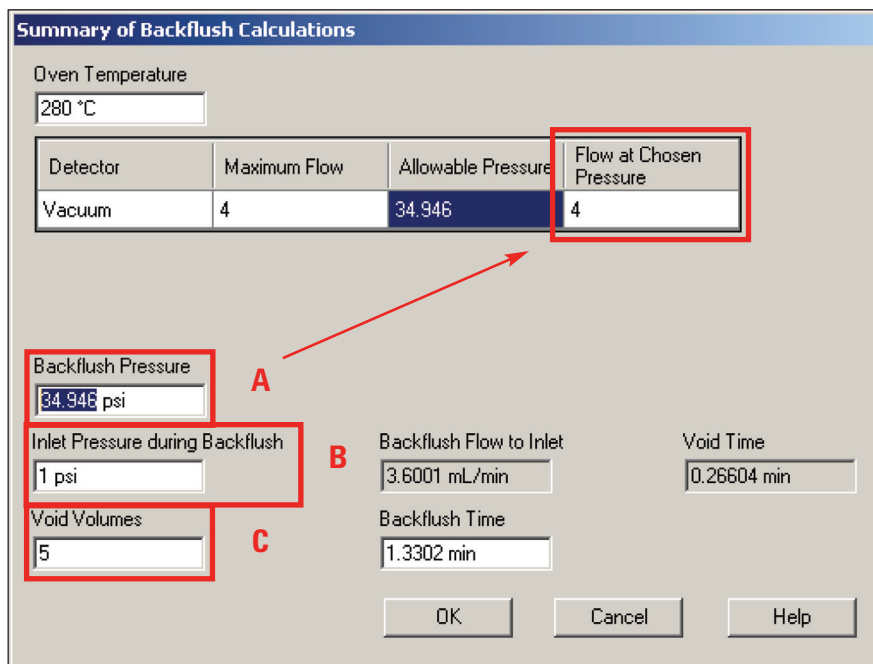 Summary of Backflush Calculations
Oven Temperature
280 °C
Detector Maximum Flow Allowable Pressure Flow at Chosen Pressure
Vacuum 4 34.946 4
Backflush Pressure
A
34.946 psi
Inlet Pressure during Backflush
B
Backflush Flow to Inlet
Void Time
1 psi
3.6001 mL/min
0.26604 min
Void Volumes
C
Backflush Time
5
1.3302 min
OK Cancel Help